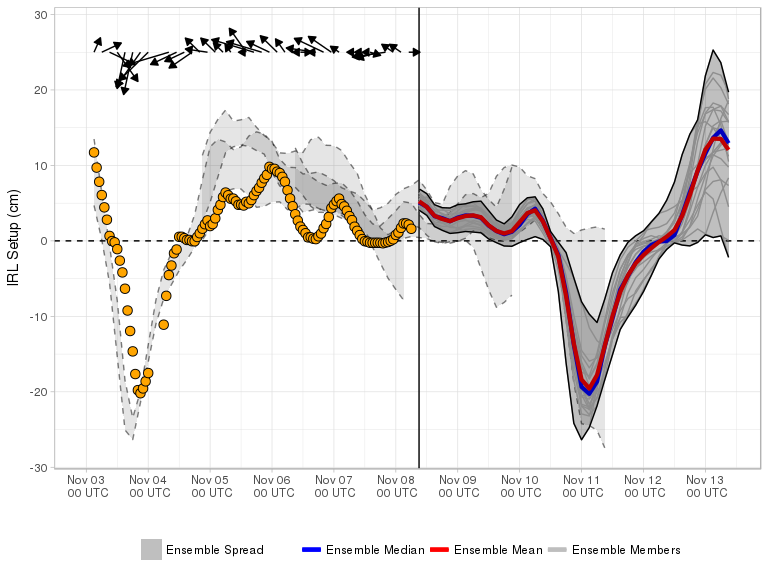 IRL Setup (cm)
30
20
10
0
-10
-20
-30
Nov 03 Nov 04 Nov 05 Nov 06 Nov 07 Nov 08 Nov 09 Nov 10 Nov 11 Nov 12 Nov 13
00 UTC 00 UTC 00 UTC 00 UTC 00 UTC 00 UTC 00 UTC 00 UTC 00 UTC 00 UTC 00 UTC
Ensemble Spread Ensemble Median Ensemble Mean Ensemble Members